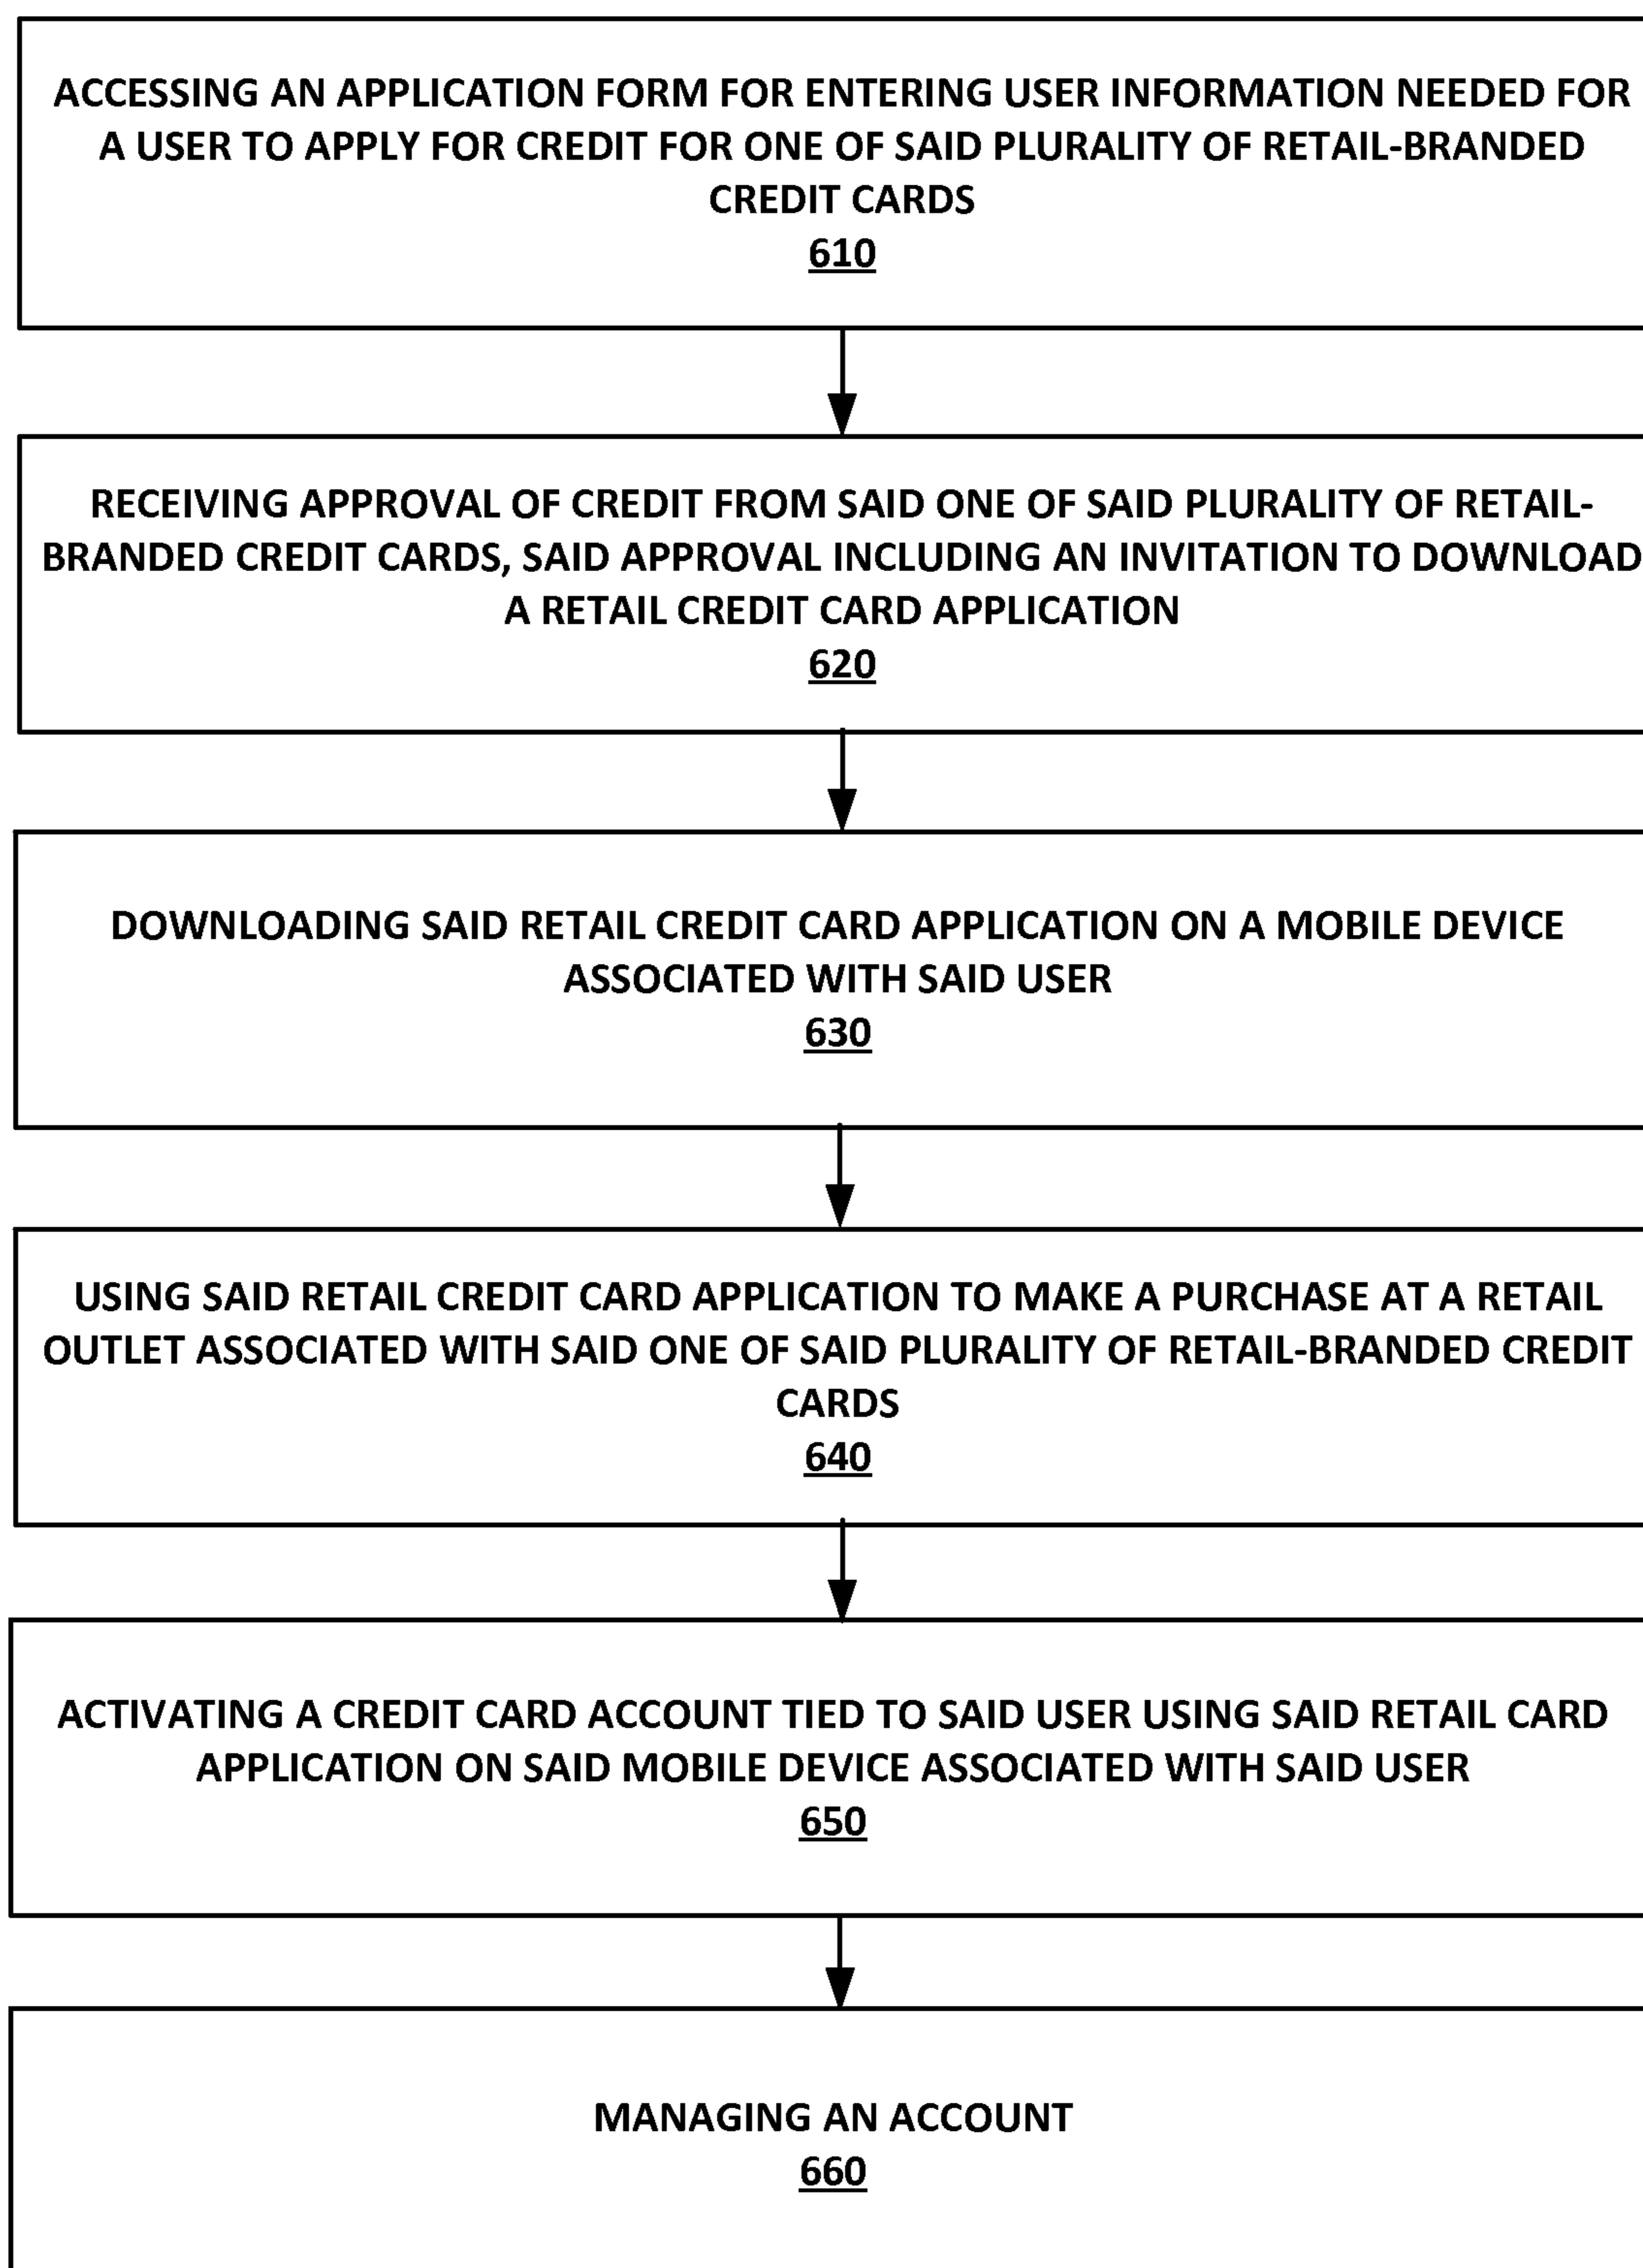 ACCESSING AN APPLICATION FORM FOR ENTERING USER INFORMATION NEEDED FOR
A USER TO APPLY FOR CREDIT FOR ONE OF SAID PLURALITY OF RETAIL-BRANDED
CREDIT CARDS
610
RECEIVING APPROVAL OF CREDIT FROM SAID ONE OF SAID PLURALITY OF RETAIL-
BRANDED CREDIT CARDS, SAID APPROVAL INCLUDING AN INVITATION TO DOWNLOAD
A RETAIL CREDIT CARD APPLICATION
620
DOWNLOADING SAID RETAIL CREDIT CARD APPLICATION ON A MOBILE DEVICE
ASSOCIATED WITH SAID USER
630
USING SAID RETAIL CREDIT CARD APPLICATION TO MAKE A PURCHASE AT A RETAIL
OUTLET ASSOCIATED WITH SAID ONE OF SAID PLURALITY OF RETAIL-BRANDED CREDIT
CARDS
640
ACTIVATING A CREDIT CARD ACCOUNT TIED TO SAID USER USING SAID RETAIL CARD
APPLICATION ON SAID MOBILE DEVICE ASSOCIATED WITH SAID USER
650
MANAGING AN ACCOUNT
660